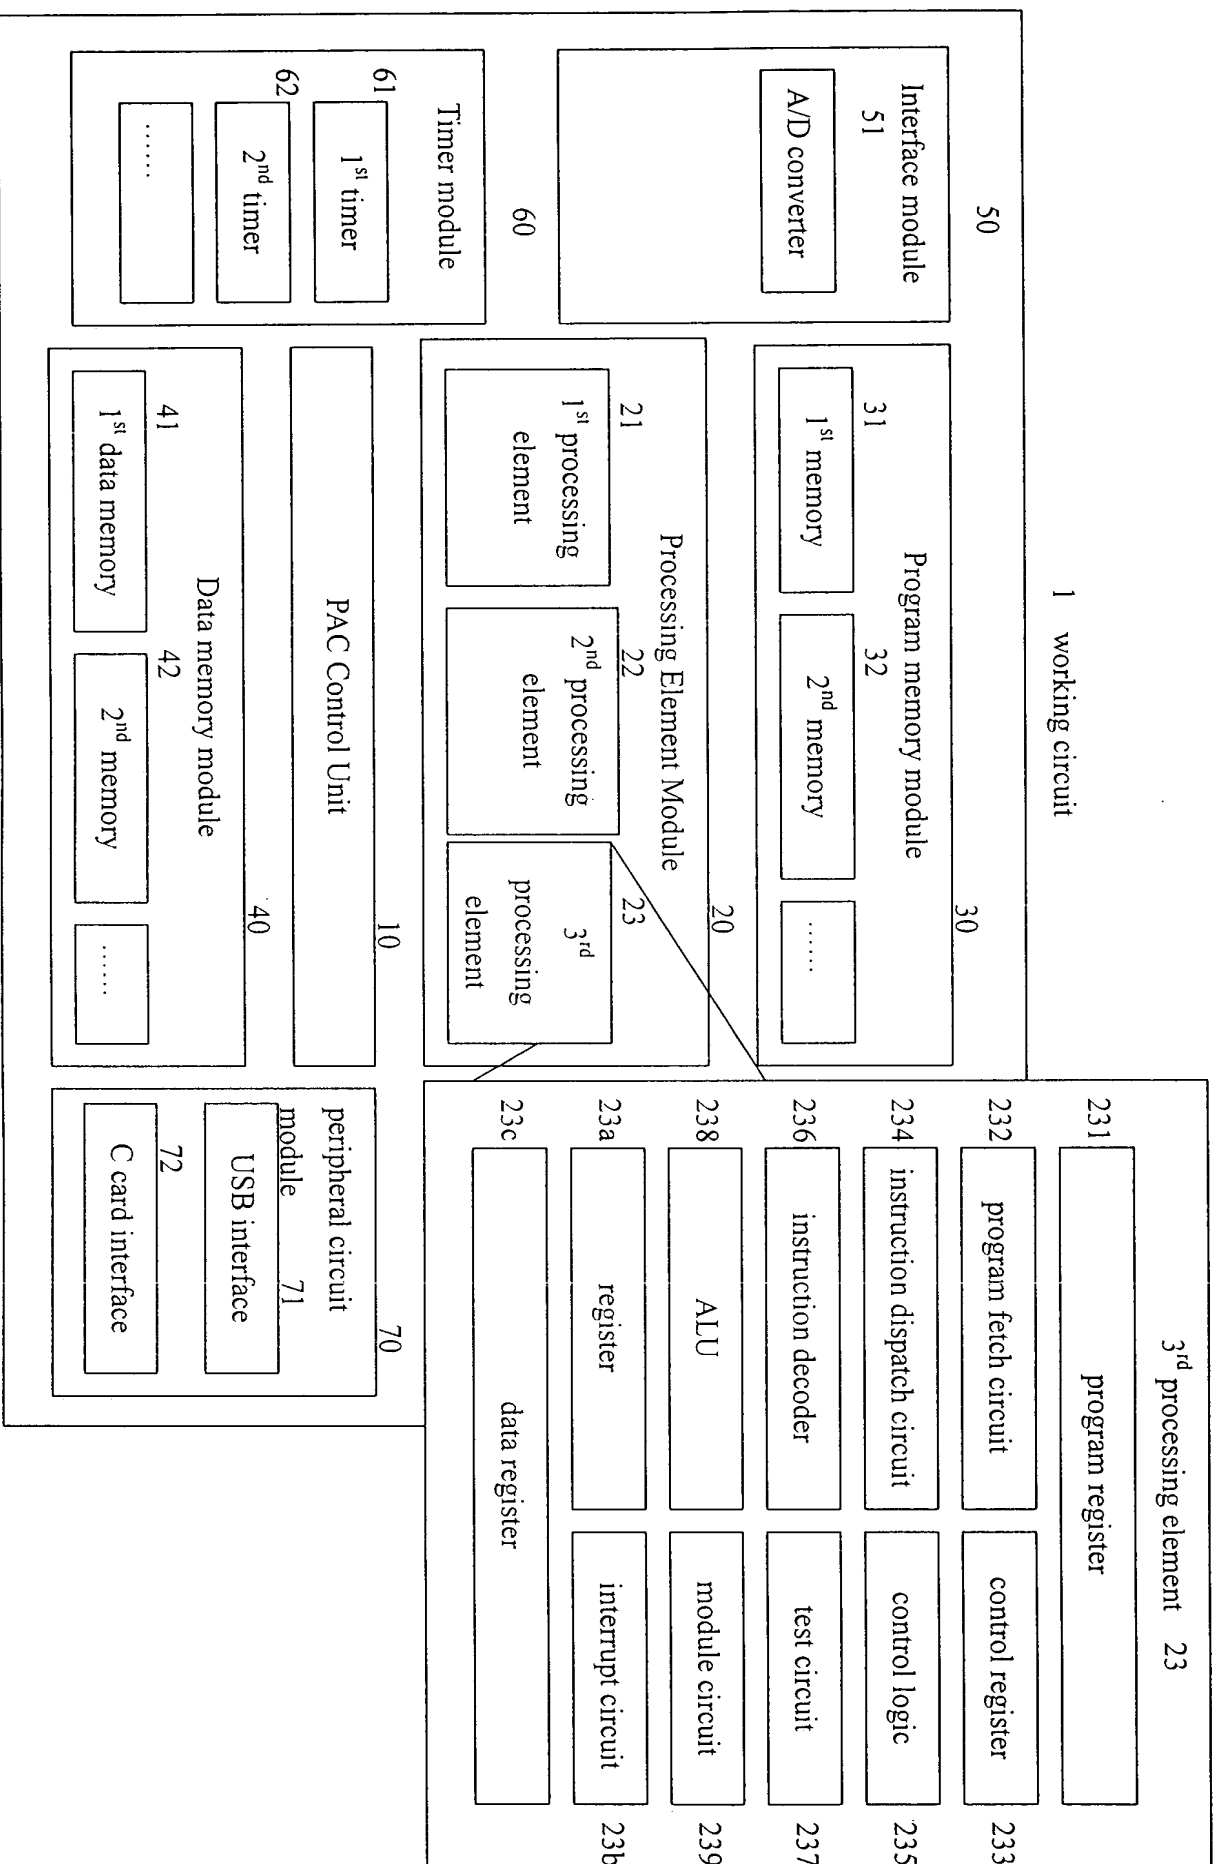 1 working circuit
50
Interface module
51
A/D converter
60
Timer module
61
1st timer
62
2nd timer
......
30
Program memory module
31
1st memory
32
2nd memory
......
20
Processing Element Module
21
1st processing
element
22
2nd processing
element
23
3rd
processing
element
10
PAC Control Unit
40
Data memory module
41
1st data memory
42
2nd memory
......
70
peripheral circuit
module
71
USB interface
72
C card interface
3rd processing element 23
231
program register
232
program fetch circuit
control register
233
234
instruction dispatch circuit
control logic
235
236
instruction decoder
test circuit
237
238
ALU
module circuit
239
23a
register
interrupt circuit
23b
23c
data register